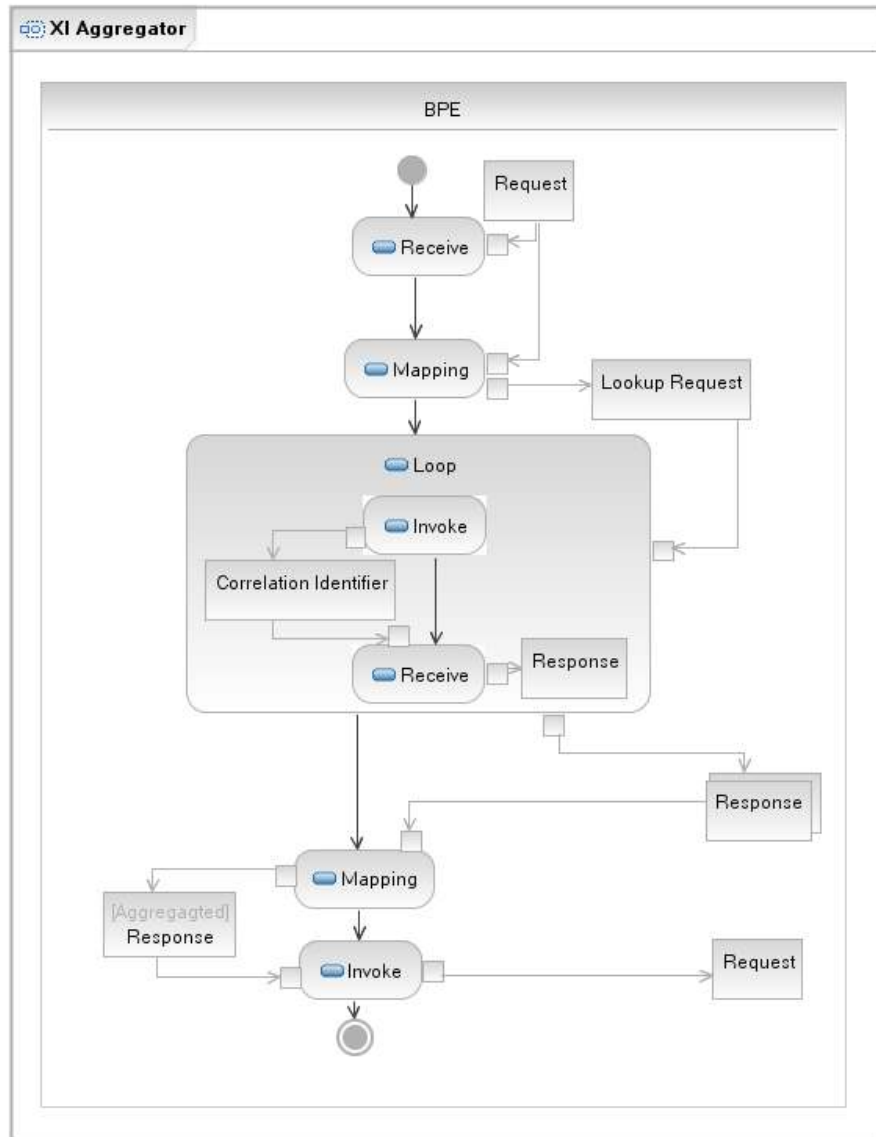 XI Aggregator
BPE
Request
Receive
Mapping
Lookup Request
Loop
Invoke
Correlation Identifier
Receive
Response
Response
Mapping
[Aggregagted]
Response
Invoke
Request